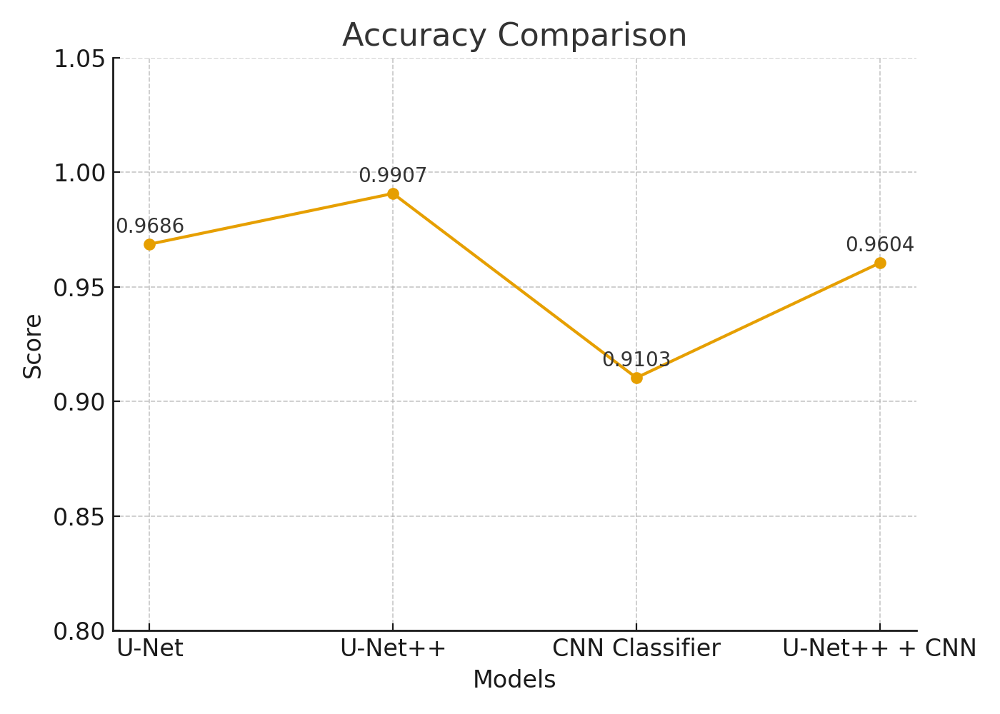 Accuracy Comparison
1.05
1.00
0.95
0.90
0.85
0.80
Score
0.9686
0.9907
0.9103
0.9604
U-Net
U-Net++
CNN Classifier
U-Net++ + CNN
Models